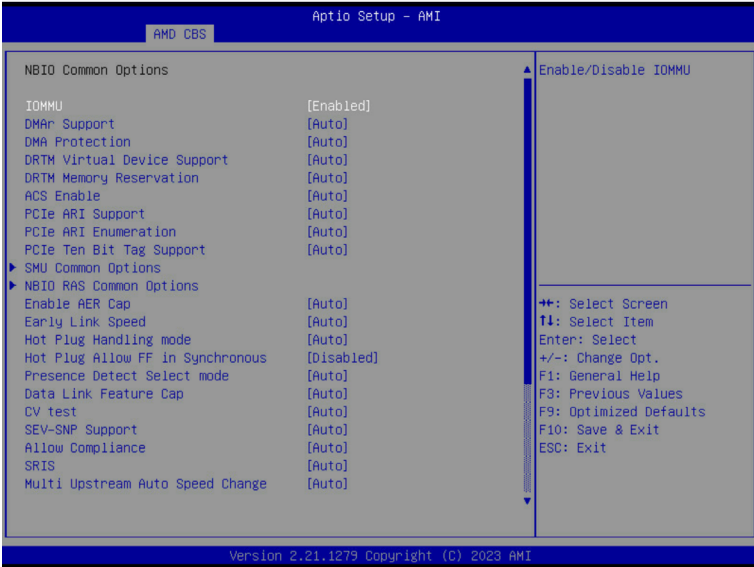 Aptio Setup - AMI
AMD CBS
NBIO Common Options
IOMMU [Enabled]
DMAr Support [Auto]
DMA Protection [Auto]
DRTM Virtual Device Support [Auto]
DRTM Memory Reservation [Auto]
ACS Enable [Auto]
PCIe ARI Support [Auto]
PCIe ARI Enumeration [Auto]
PCIe Ten Bit Tag Support [Auto]
SMU Common Options
NBIO RAS Common Options
Enable AER Cap [Auto]
Early Link Speed [Auto]
Hot Plug Handling mode [Auto]
Hot Plug Allow FF in Synchronous [Disabled]
Presence Detect Select mode [Auto]
Data Link Feature Cap [Auto]
CV test [Auto]
SEV-SNP Support [Auto]
Allow Compliance [Auto]
SRIS [Auto]
Multi Upstream Auto Speed Change [Auto]
Enable/Disable IOMMU
→←: Select Screen
↑↓: Select Item
Enter: Select
+/-: Change Opt.
F1: General Help
F3: Previous Values
F9: Optimized Defaults
F10: Save & Exit
ESC: Exit
Version 2.21.1279 Copyright (C) 2023 AMI